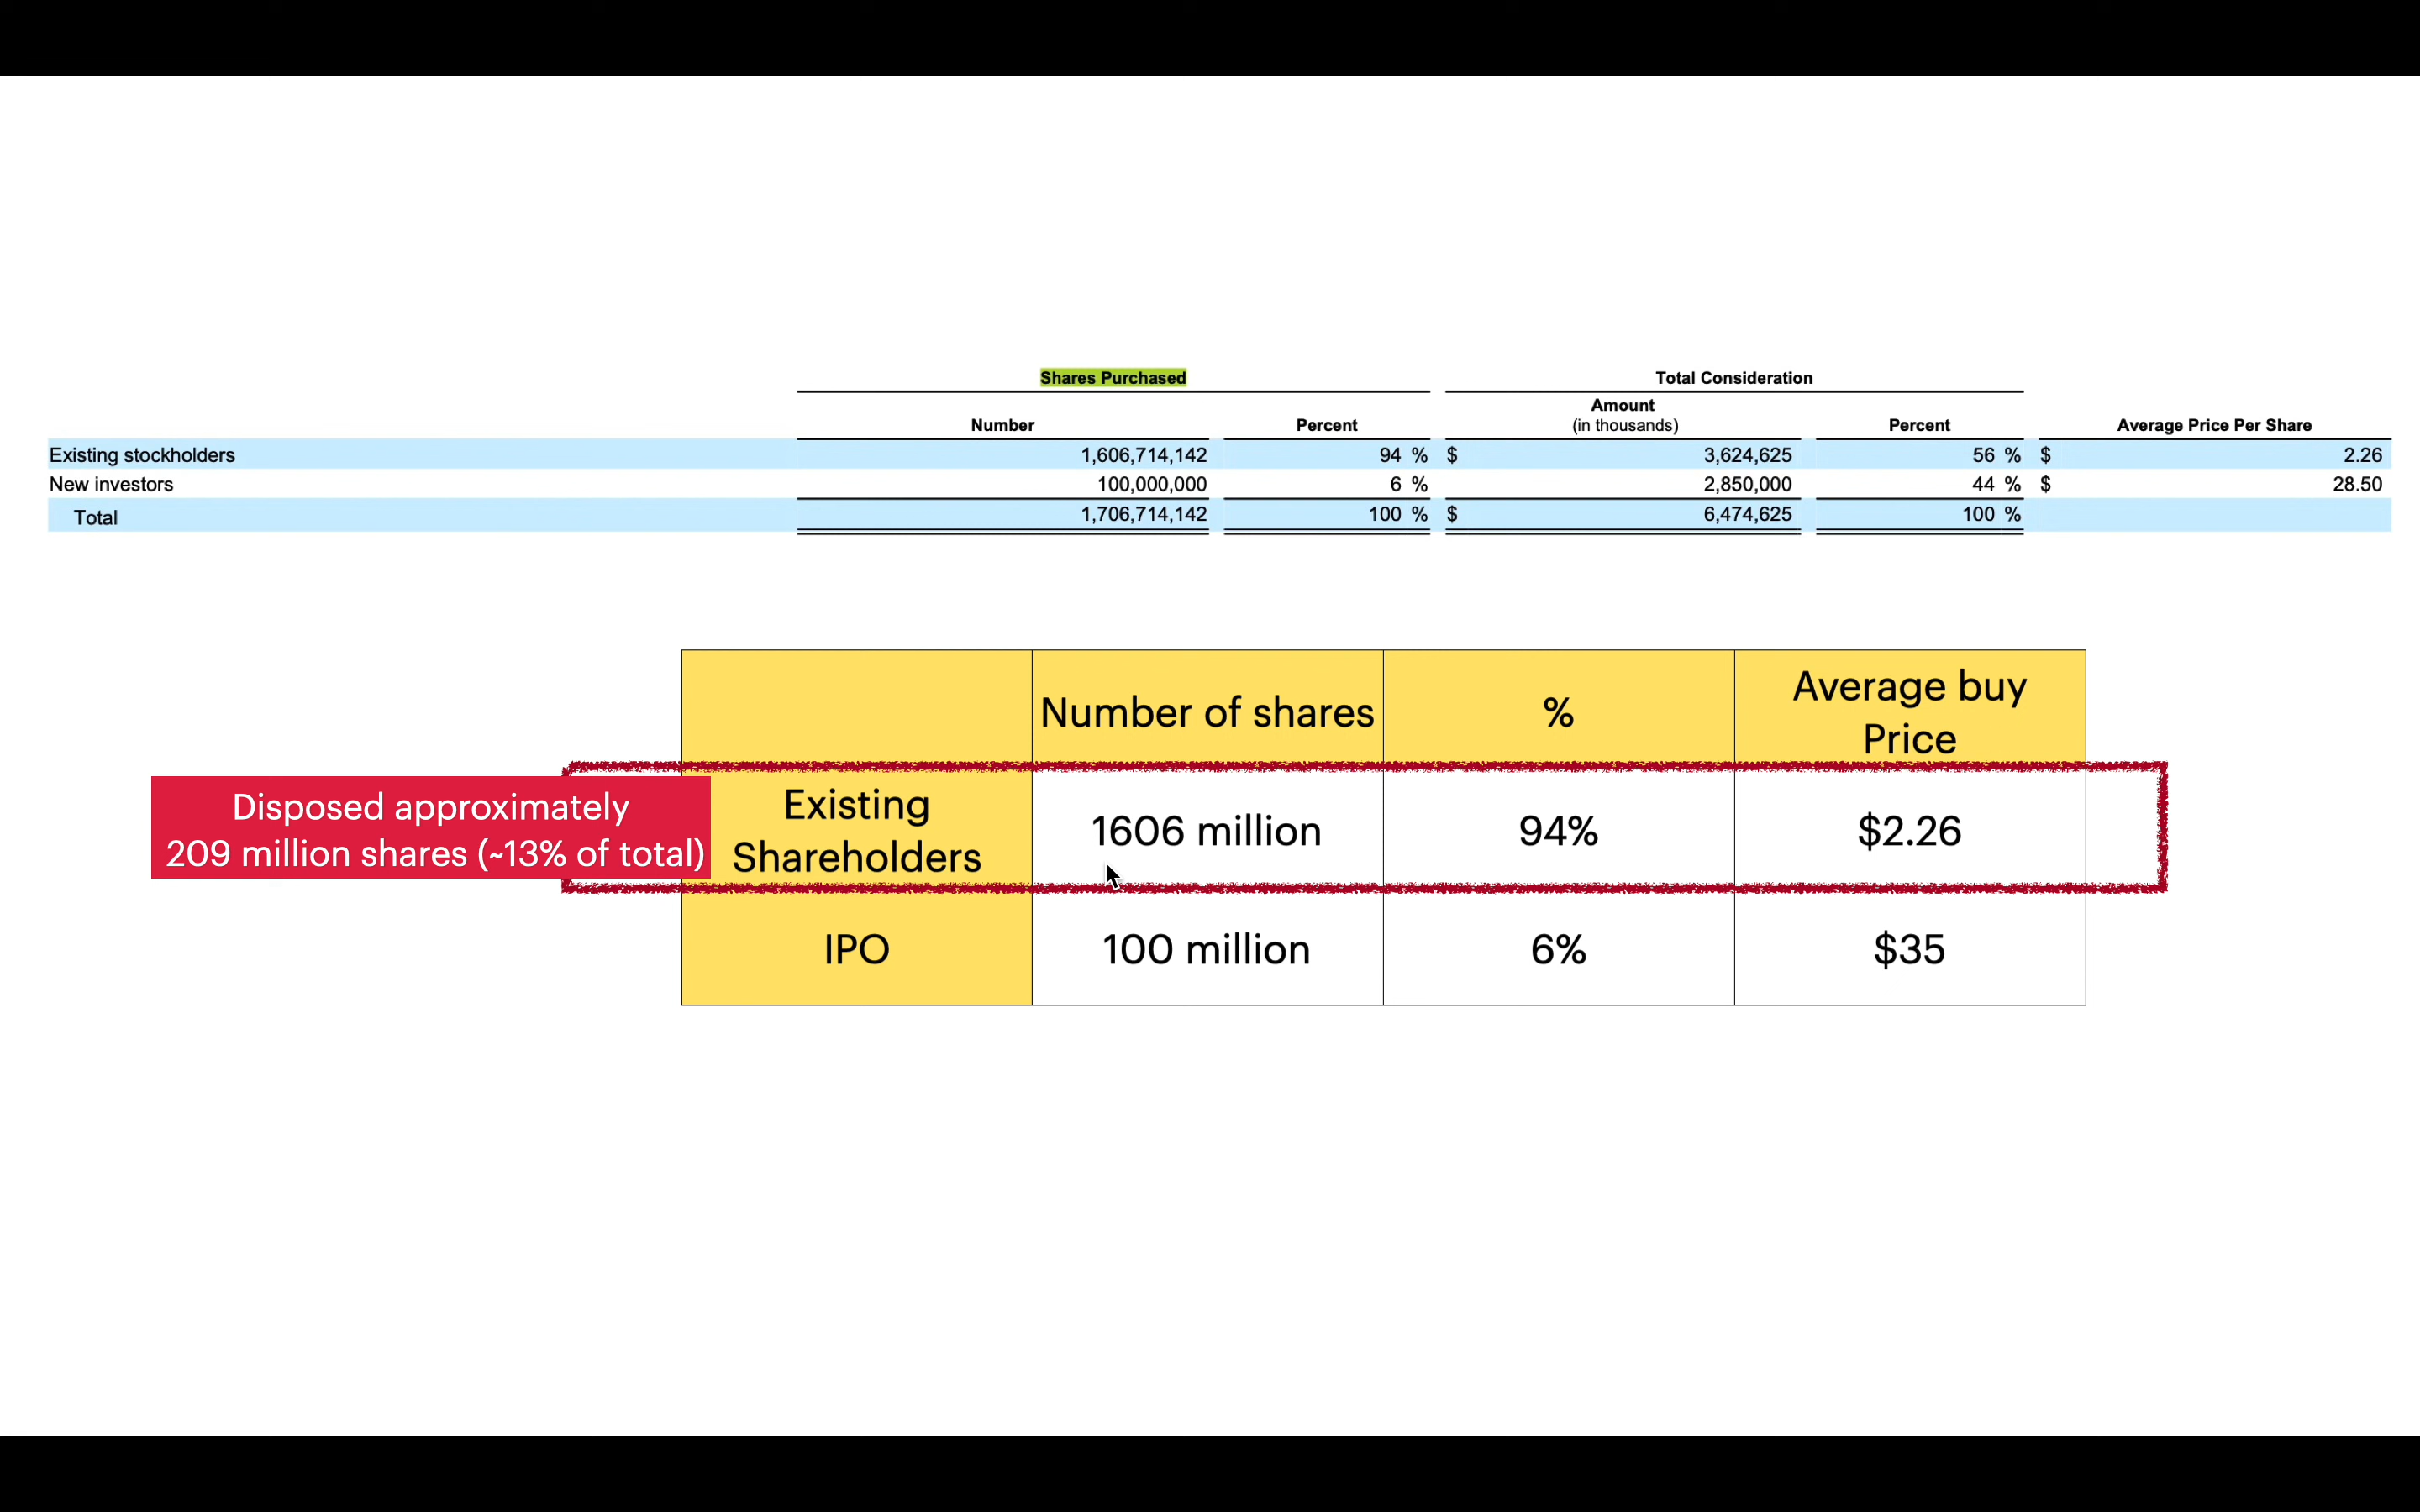 Shares Purchased Total Consideration
Number Percent Amount (in thousands) Percent Average Price Per Share
Existing stockholders 1,606,714,142 94 % $ 3,624,625 56 % $ 2.26
New investors 100,000,000 6 % 2,850,000 44 % $ 28.50
Total 1,706,714,142 100 % $ 6,474,625 100 %
Number of shares % Average buy Price
Disposed approximately
209 million shares (~13% of total)
Existing Shareholders 1606 million 94% $2.26
IPO 100 million 6% $35